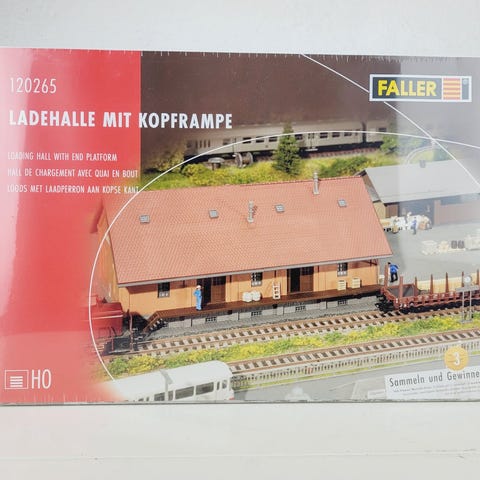 120265
FALLER
LADEHALLE MIT KOPFRAMPE
LOADING HALL WITH END PLATFORM
HALL DE CHARGEMENT AVEC QUAI EN BOUT
LOODS MET LAADPERRON AAN KOPSE KANT
HO
3
Sammeln und Gewinne